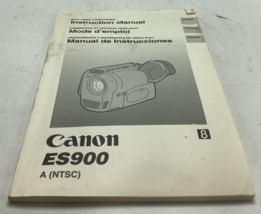 Instruction Manual
Mode d'emploi
Manual de Instrucciones
Canon
ES900
A (NTSC)
8